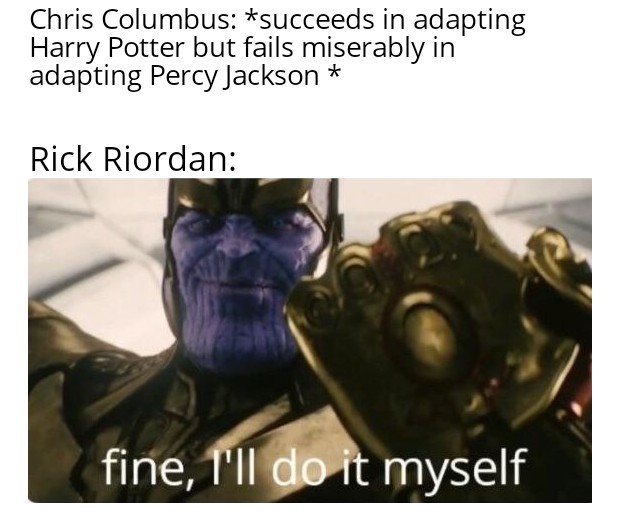 Chris Columbus: *succeeds in adapting
Harry Potter but fails miserably in
adapting Percy Jackson *
Rick Riordan:
fine, I'll do it myself